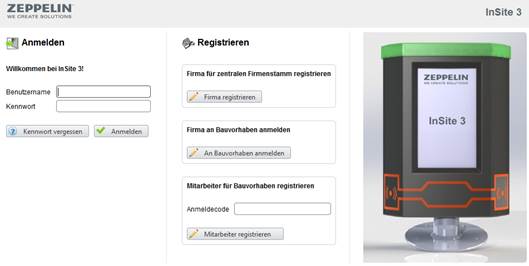 ZEPPELIN
WE CREATE SOLUTIONS
InSite 3
Anmelden
Willkommen bei InSite 3!
Benutzername
Kennwort
Kennwort vergessen
Anmelden
Registrieren
Firma für zentralen Firmenstamm registrieren
Firma registrieren
Firma an Bauvorhaben anmelden
An Bauvorhaben anmelden
Mitarbeiter für Bauvorhaben registrieren
Anmeldecode
Mitarbeiter registrieren
ZEPPELIN
WE CREATE SOLUTIONS
InSite 3